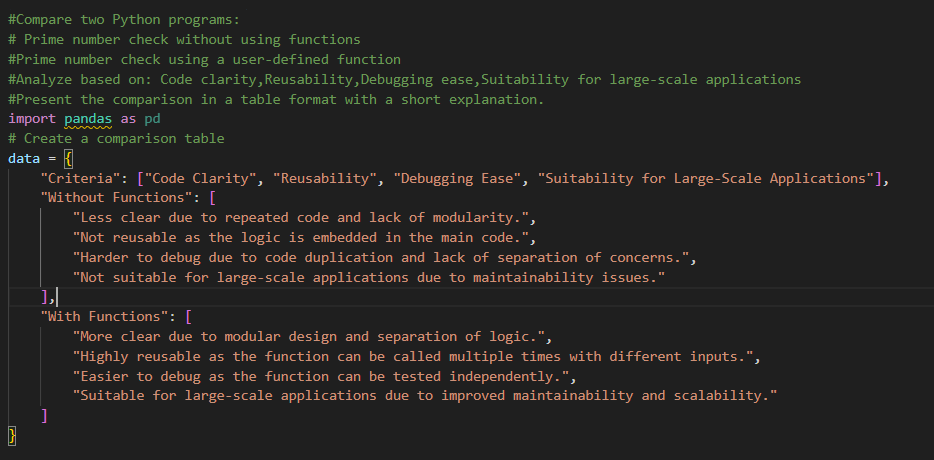 #Compare two Python programs:
# Prime number check without using functions
#Prime number check using a user-defined function
#Analyze based on: Code clarity,Reusability,Debugging ease,Suitability for large-scale applications
#Present the comparison in a table format with a short explanation.
import pandas as pd
# Create a comparison table
data = {
    "Criteria": ["Code Clarity", "Reusability", "Debugging Ease", "Suitability for Large-Scale Applications"],
    "Without Functions": [
        "Less clear due to repeated code and lack of modularity.",
        "Not reusable as the logic is embedded in the main code.",
        "Harder to debug due to code duplication and lack of separation of concerns.",
        "Not suitable for large-scale applications due to maintainability issues."
    ],
    "With Functions": [
        "More clear due to modular design and separation of logic.",
        "Highly reusable as the function can be called multiple times with different inputs.",
        "Easier to debug as the function can be tested independently.",
        "Suitable for large-scale applications due to improved maintainability and scalability."
    ]
}